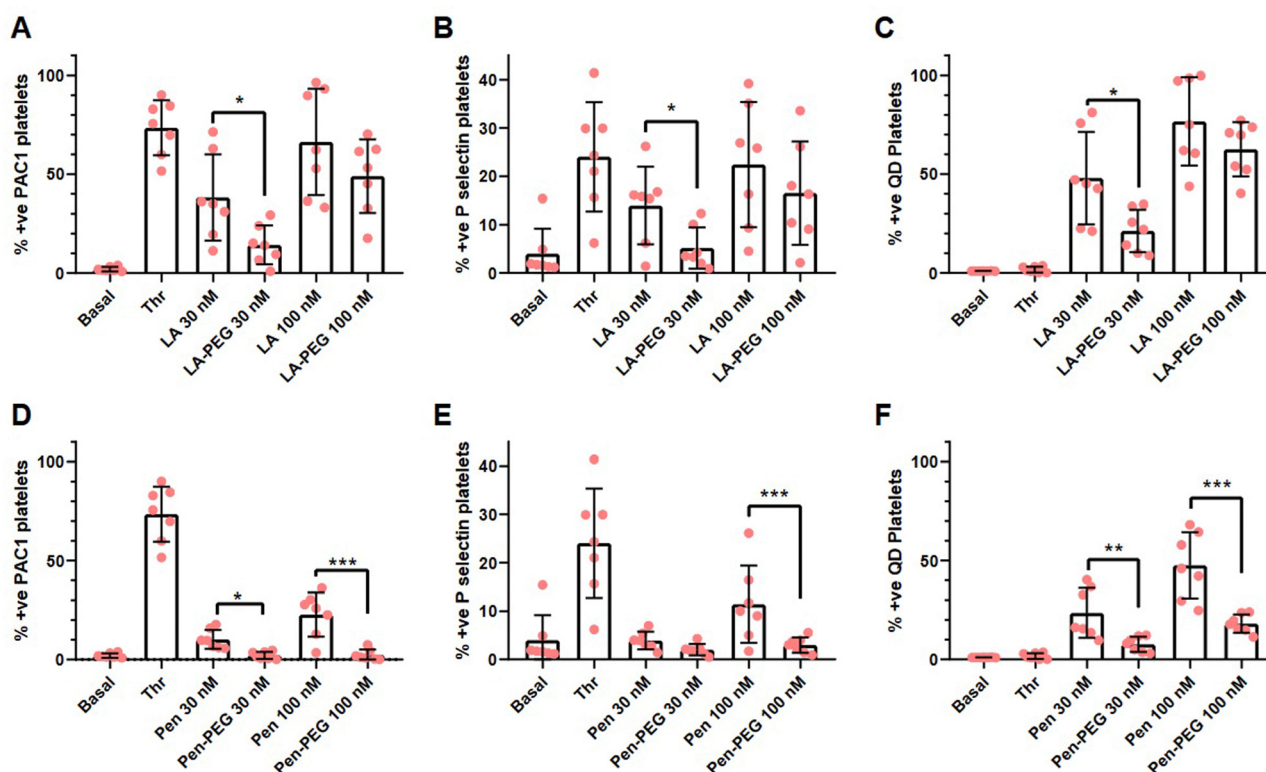 A
% +ve PAC1 platelets
100
50
0
*
Basal
Thr
LA 30 nM
LA-PEG 30 nM
LA 100 nM
LA-PEG 100 nM
B
% +ve P selectin platelets
40
30
20
10
0
*
Basal
Thr
LA 30 nM
LA-PEG 30 nM
LA 100 nM
LA-PEG 100 nM
C
% +ve QD Platelets
100
50
0
*
Basal
Thr
LA 30 nM
LA-PEG 30 nM
LA 100 nM
LA-PEG 100 nM
D
% +ve PAC1 platelets
100
50
0
*
***
Basal
Thr
Pen 30 nM
Pen-PEG 30 nM
Pen 100 nM
Pen-PEG 100 nM
E
% +ve P selectin platelets
40
30
20
10
0
***
Basal
Thr
Pen 30 nM
Pen-PEG 30 nM
Pen 100 nM
Pen-PEG 100 nM
F
% +ve QD Platelets
100
50
0
**
***
Basal
Thr
Pen 30 nM
Pen-PEG 30 nM
Pen 100 nM
Pen-PEG 100 nM